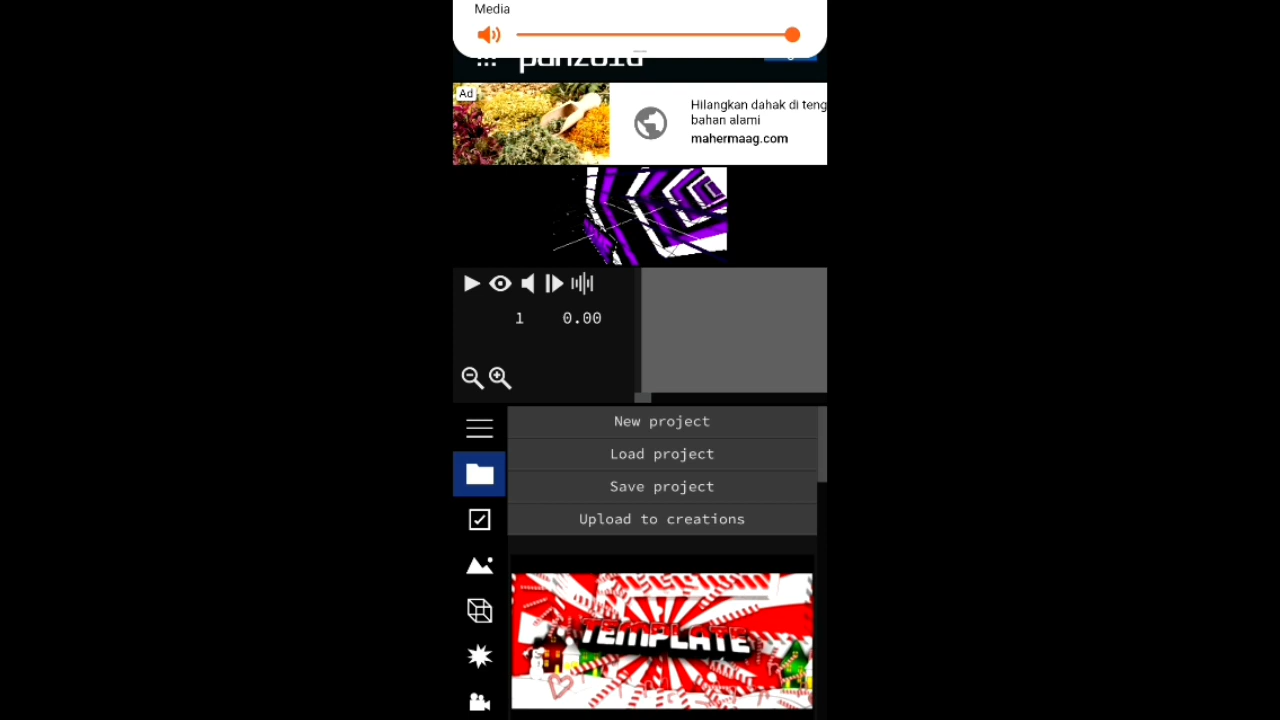 Media
panzoid
Ad
Hilangkan dahak di teng
bahan alami
mahermaag.com
1 0.00
New project
Load project
Save project
Upload to creations
TEMPLATE